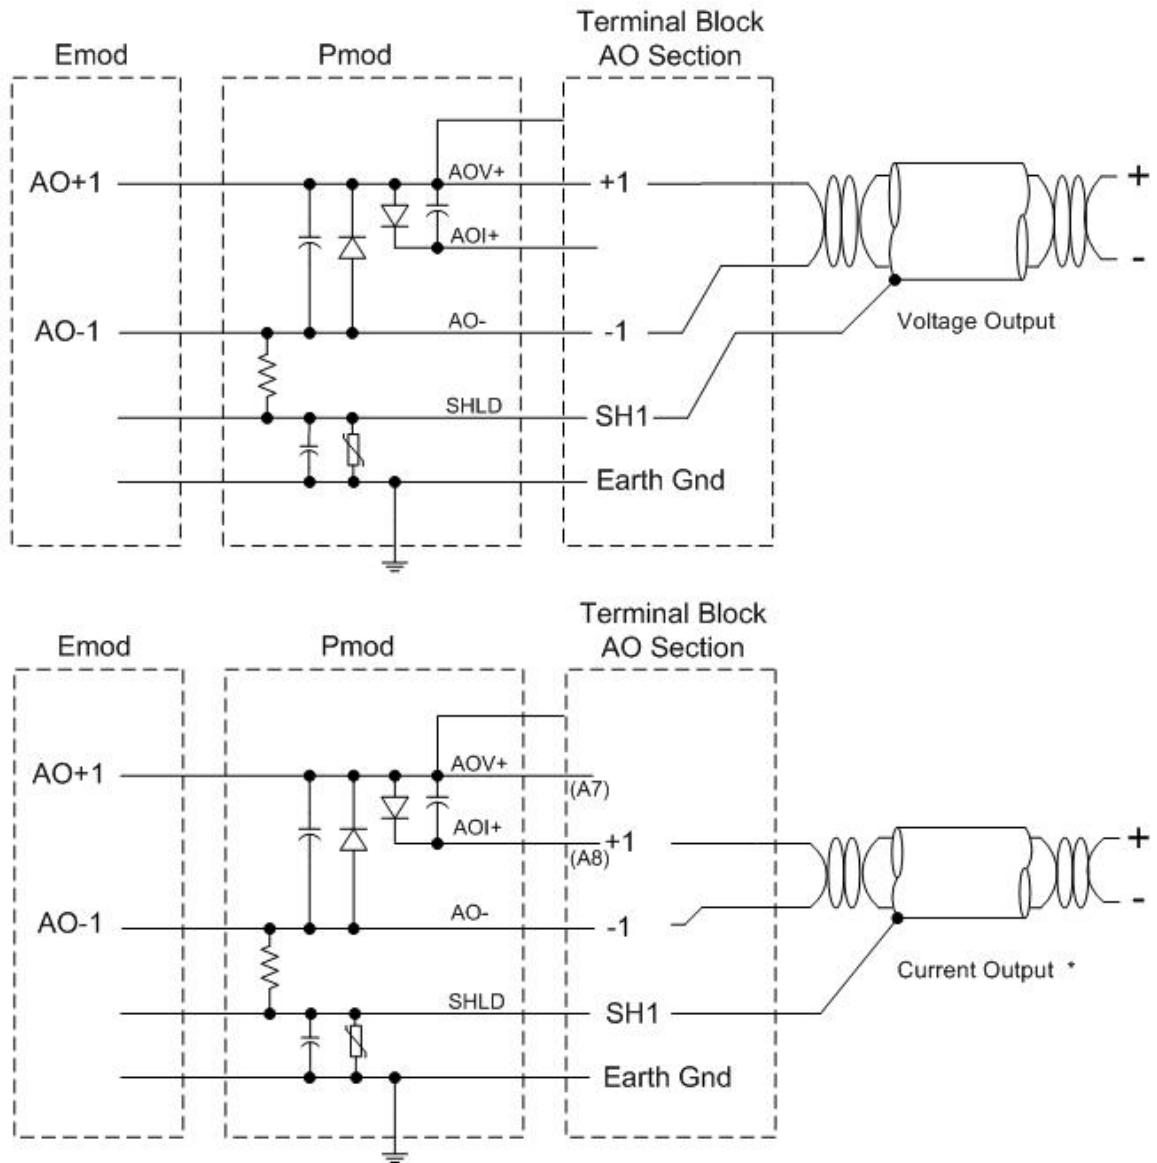 Terminal Block
Emod Pmod AO Section
AO+1 AOV+ +1 +
AOI+
-
AO-1 AO- -1
Voltage Output
SHLD SH1
Earth Gnd
Terminal Block
Emod Pmod AO Section
AO+1 AOV+
(A7)
AOI+ +1 +
(A8)
-
AO-1 AO- -1
Current Output *
SHLD SH1
Earth Gnd